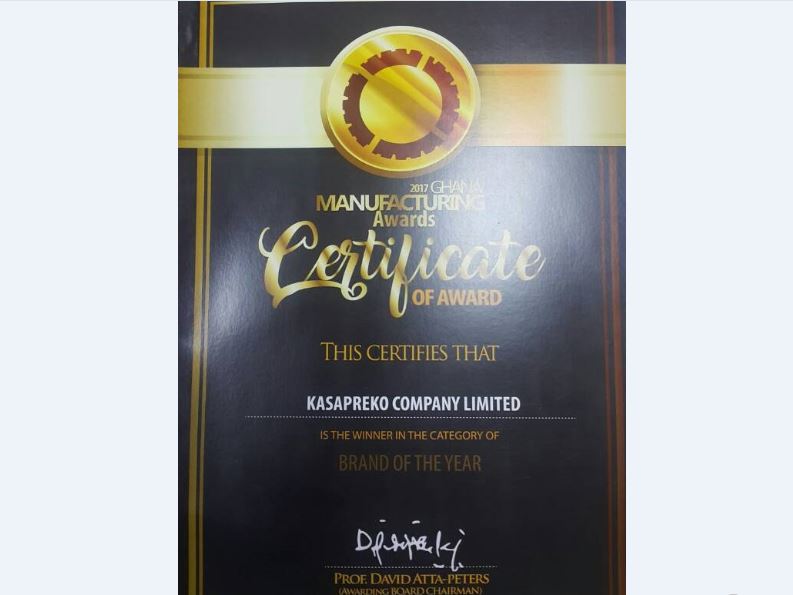 2017 GHANA
MANUFACTURING
Awards
Certificate
OF AWARD
THIS CERTIFIES THAT
KASAPREKO COMPANY LIMITED
IS THE WINNER IN THE CATEGORY OF
BRAND OF THE YEAR
PROF. DAVID ATTA-PETERS
(AWARDING BOARD CHAIRMAN)